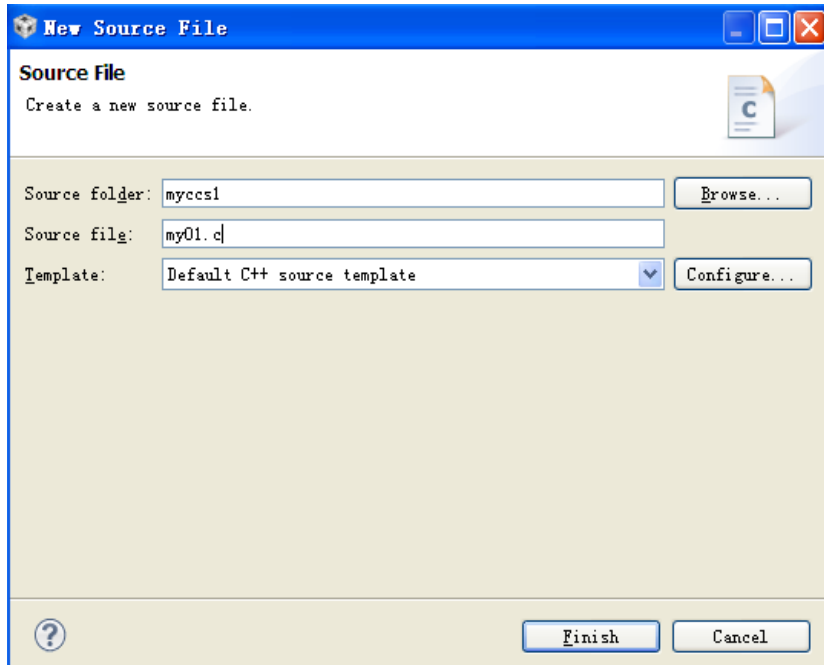 New Source File
Source File
Create a new source file.
C
Source folder: myccs1 Browse...
Source file: my01.c
Template: Default C++ source template Configure...
? Finish Cancel